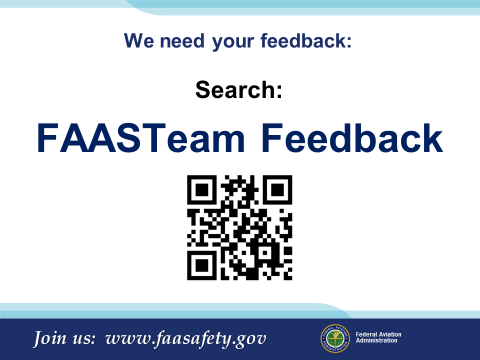 We need your feedback:
Search:
FAASTeam Feedback
Join us: www.faasafety.gov
Federal Aviation
Administration